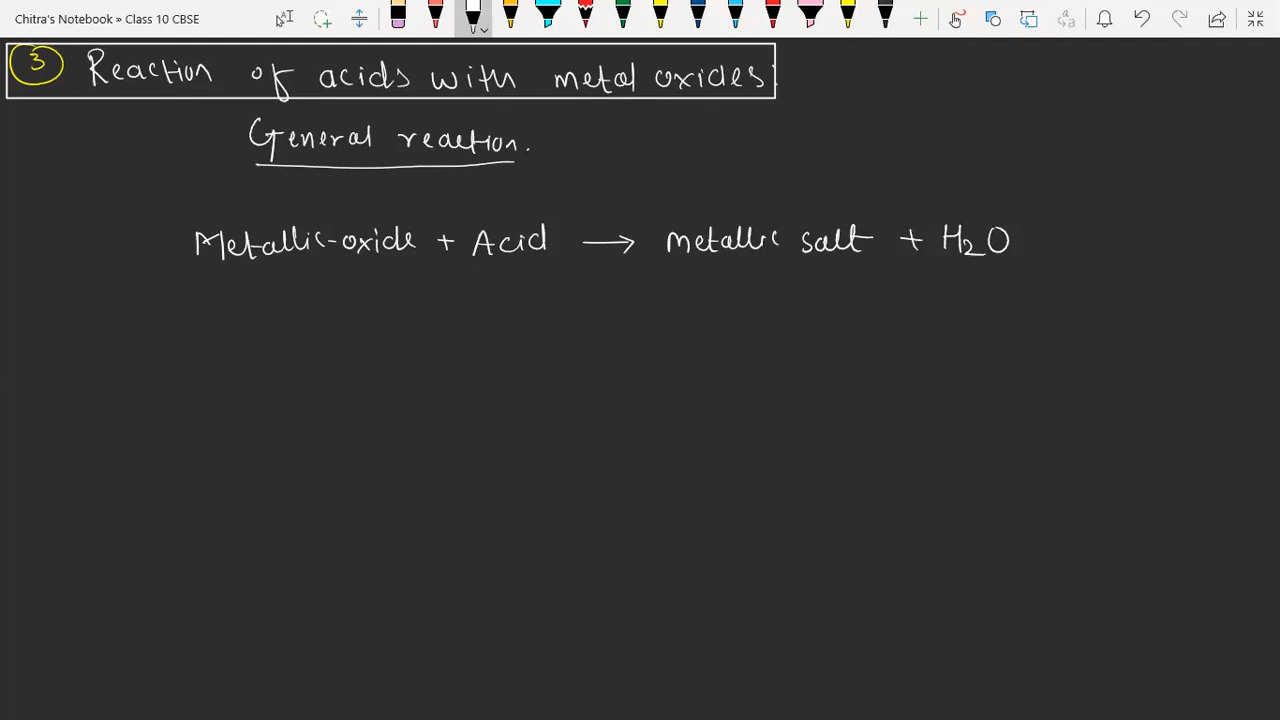 Chitra's Notebook » Class 10 CBSE
3 Reaction of acids with metal oxides:
General reaction.
Metallic-oxide + Acid → metallic salt + H₂O